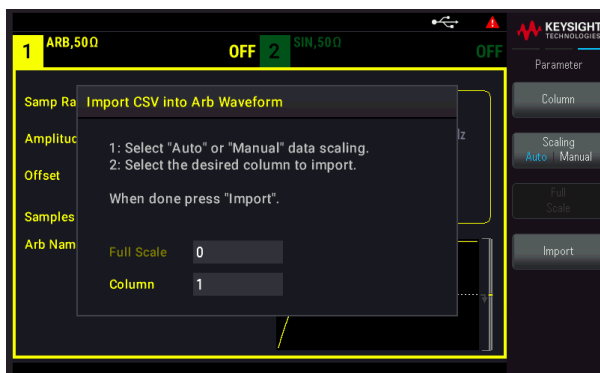 KEYSIGHT
TECHNOLOGIES
1 ARB,50Ω OFF 2 SIN,50Ω OFF
Parameter
Samp Ra
Import CSV into Arb Waveform
Column
Amplituc
1: Select "Auto" or "Manual" data scaling.
2: Select the desired column to import.
Hz
Scaling
Auto Manual
Offset
When done press "Import".
Full
Scale
Samples
Arb Nam
Full Scale 0
Import
Column 1